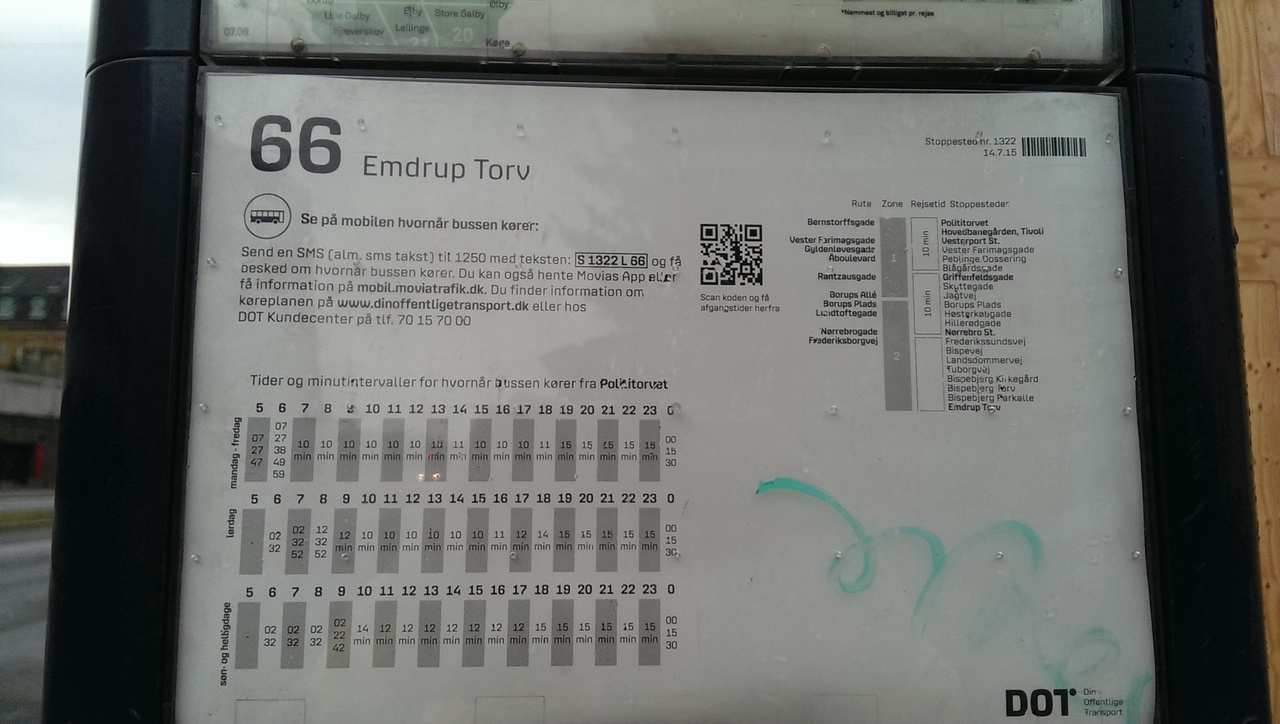 Lille Dalby
Ejby
Store Salby
Ølby
Bjæverskov
Lellinge
21
20
Køge
07.08
*Nemmest og billigst pr. rejse
66 Emdrup Torv
Stoppested nr. 1322
14.7.15
Se på mobilen hvornår bussen kører:
Send en SMS (alm. sms takst) til 1250 med teksten: S 1322 L 66 og få
besked om hvornår bussen kører. Du kan også hente Movias App eller
få information på mobil.moviatrafik.dk. Du finder information om
køreplanen på www.dinoffentligetransport.dk eller hos
DOT Kundecenter på tlf. 70 15 70 00
Scan koden og få
afgangstider herfra
Rute Zone Rejsetid Stoppesteder
Bernstorffsgade
Vester Farimagsgade
Gyldenløvesgade
Åboulevard
Rantzausgade
Borups Allé
Borups Plads
Lundtoftegade
Nørrebrogade
Frederiksborgvej
1
2
10 min
10 min
Polititorvet
Hovedbanegården, Tivoli
Vesterport St.
Vester Farimagsgade
Peblinge Dossering
Blågårdsgade
Griffenfeldsgade
Skyttegade
Jagtvej
Borups Plads
Hesterkøbgade
Hillerødgade
Nørrebro St.
Frederikssundsvej
Bispevej
Landsdommervej
Tuborgvej
Bispebjerg Kirkegård
Bispebjerg Torv
Bispebjerg Parkalle
Emdrup Torv
Tider og minutintervaller for hvornår bussen kører fra Polititorvet
mandag - fredag
5 6 7 8 9 10 11 12 13 14 15 16 17 18 19 20 21 22 23 0
07
07 27 10 10 10 10 10 10 10 11 10 10 10 11 15 15 15 15 15 00
27 38 min min min min min min min min min min min min min min min min min 15
47 49 30
59
lørdag
5 6 7 8 9 10 11 12 13 14 15 16 17 18 19 20 21 22 23 0
- 02 02 12 12 10 10 10 10 10 10 11 12 14 15 15 15 15 15 00
32 32 32 min min min min min min min min min min min min min min min 15
52 52 30
søn- og helligdage
5 6 7 8 9 10 11 12 13 14 15 16 17 18 19 20 21 22 23 0
- 02 02 02 02 14 12 12 12 12 12 12 12 15 15 15 15 15 15 00
32 32 32 22 min min min min min min min min min min min min min min 15
42 30
DOT Din
Offentlige
Transport